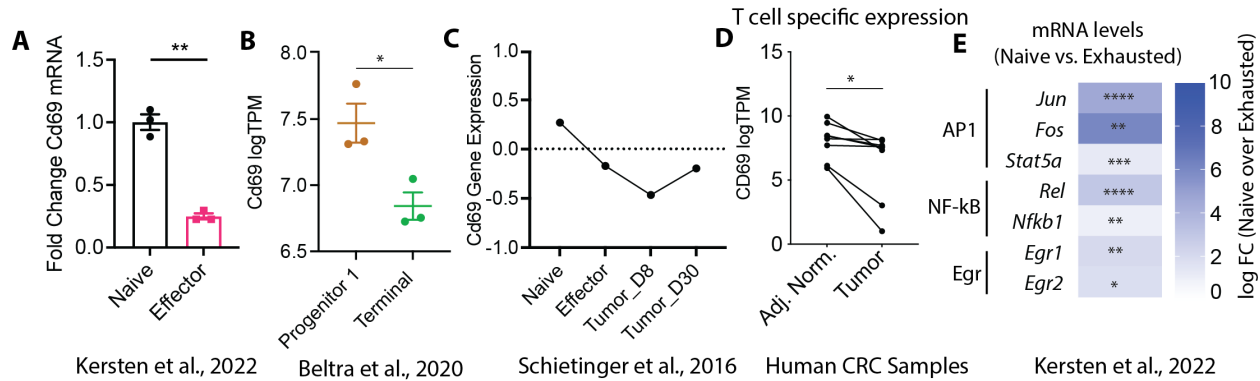 A
Fold Change Cd69 mRNA
1.5
1.0
0.5
0.0
**
Naive
Effector
Kersten et al., 2022
B
Cd69 logTPM
8.0
7.5
7.0
6.5
*
Progenitor 1
Terminal
Beltra et al., 2020
C
Cd69 Gene Expression
1.0
0.5
0.0
-0.5
-1.0
Naive
Effector
Tumor_D8
Tumor_D30
Schietinger et al., 2016
T cell specific expression
D
CD69 logTPM
15
10
5
0
*
Adj. Norm.
Tumor
Human CRC Samples
E
mRNA levels
(Naive vs. Exhausted)
AP1
Jun ****
Fos **
Stat5a ***
NF-kB
Rel ****
Nfkb1 **
Egr
Egr1 **
Egr2 *
10
8
6
4
2
0
log FC (Naive over Exhausted)
Kersten et al., 2022